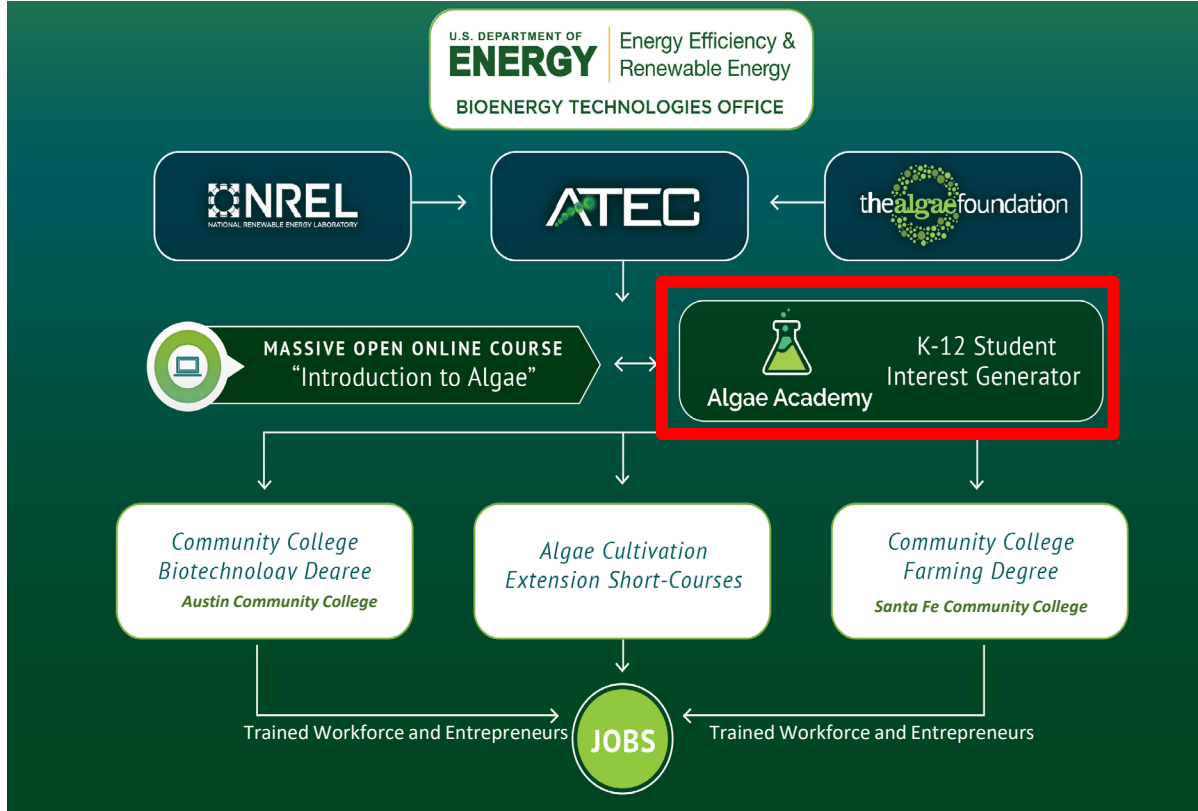 U.S. DEPARTMENT OF
ENERGY
Energy Efficiency &
Renewable Energy
BIOENERGY TECHNOLOGIES OFFICE
NREL
NATIONAL RENEWABLE ENERGY LABORATORY
ATEC
thealgaefoundation
MASSIVE OPEN ONLINE COURSE
“Introduction to Algae”
Algae Academy
K-12 Student
Interest Generator
Community College
Biotechnology Degree
Austin Community College
Algae Cultivation
Extension Short-Courses
Community College
Farming Degree
Santa Fe Community College
Trained Workforce and Entrepreneurs
JOBS
Trained Workforce and Entrepreneurs